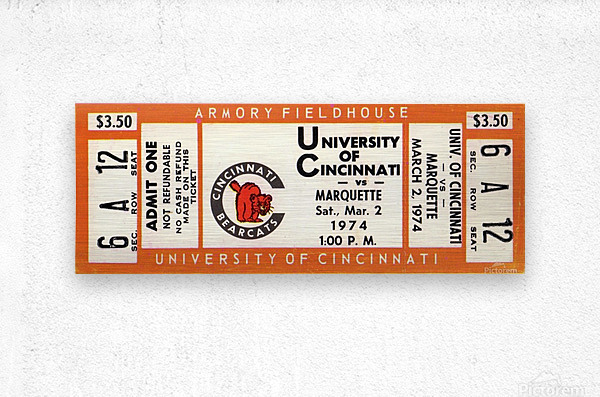 ARMORY FIELDHOUSE
$3.50
6 A 12
SEC. ROW SEAT
ADMIT ONE
NOT REFUNDABLE
NO CASH REFUND
MADE ON THIS
TICKET
CINCINNATI
BEARCATS
UNIVERSITY
OF
CINCINNATI
— VS —
MARQUETTE
Sat., Mar. 2
1974
1:00 P. M.
UNIV. OF CINCINNATI
— VS —
MARQUETTE
MARCH 2, 1974
$3.50
6 A 12
SEC. ROW SEAT
UNIVERSITY OF CINCINNATI
Pictorem
Pictorem